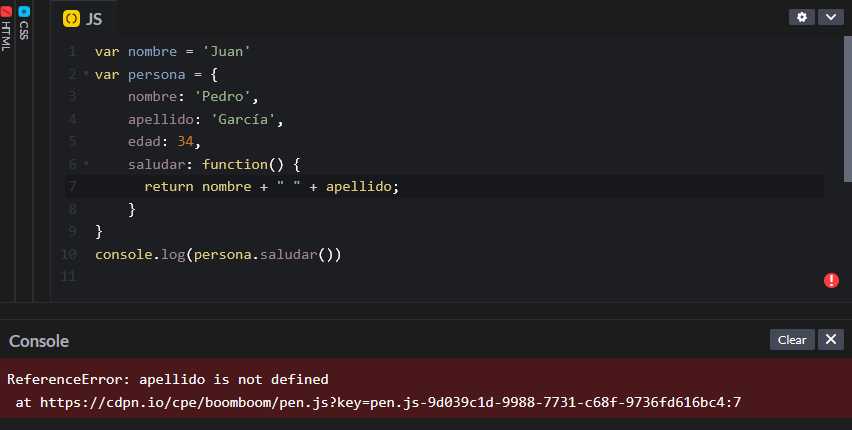 HTML
CSS
JS
1 var nombre = 'Juan'
2 var persona = {
3 nombre: 'Pedro',
4 apellido: 'García',
5 edad: 34,
6 saludar: function() {
7 return nombre + " " + apellido;
8 }
9 }
10 console.log(persona.saludar())
11
Console
Clear
ReferenceError: apellido is not defined
at https://cdpn.io/cpe/boomboom/pen.js?key=pen.js-9d039c1d-9988-7731-c68f-9736fd616bc4:7